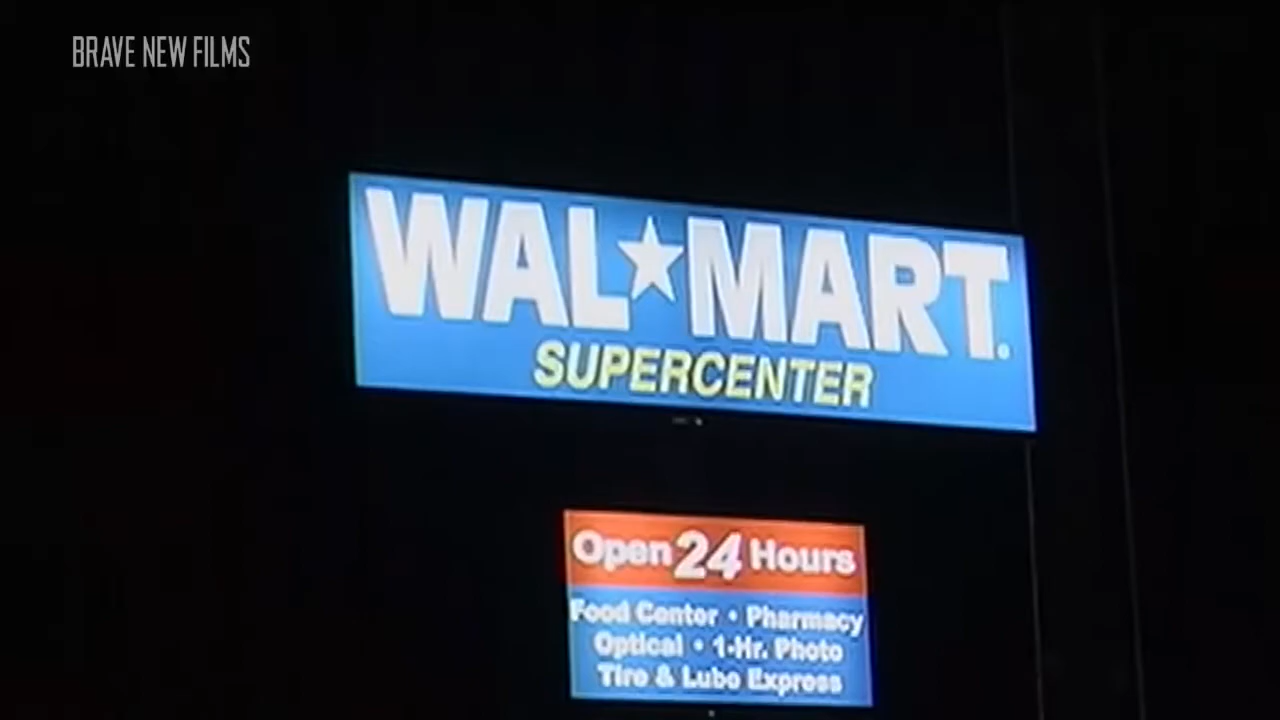 BRAVE NEW FILMS
WAL★MART
SUPERCENTER
Open 24 Hours
Food Center • Pharmacy
Optical • 1-Hr. Photo
Tire & Lube Express